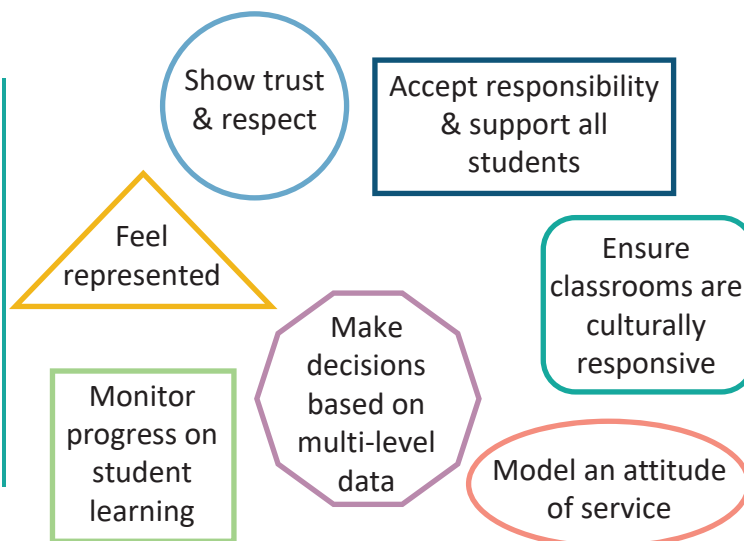 Show trust
& respect
Accept responsibility
& support all
students
Feel
represented
Ensure
classrooms are
culturally
responsive
Make
decisions
based on
multi-level
data
Monitor
progress on
student
learning
Model an attitude
of service